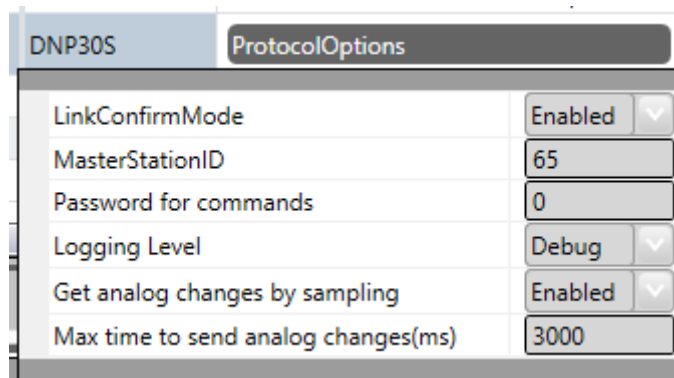 DNP30S ProtocolOptions
LinkConfirmMode Enabled
MasterStationID 65
Password for commands 0
Logging Level Debug
Get analog changes by sampling Enabled
Max time to send analog changes(ms) 3000